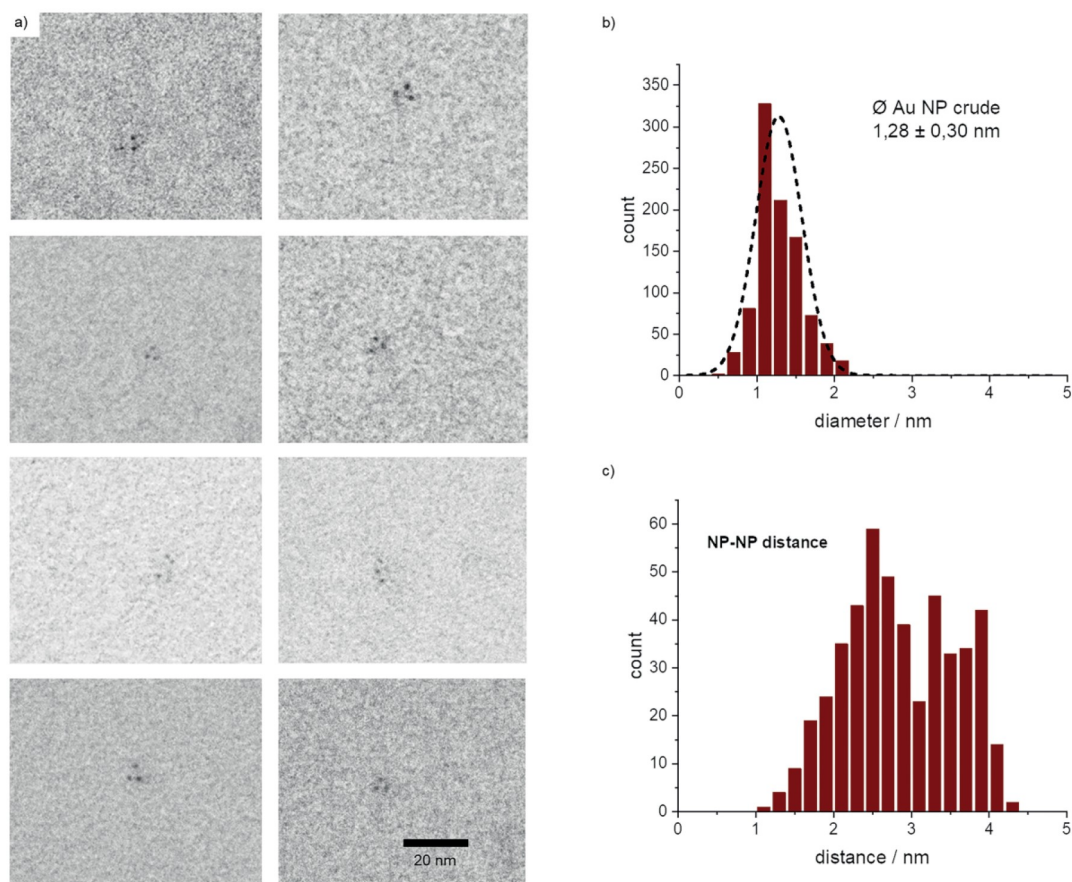 a)
20 nm
b)
Ø Au NP crude
1,28 ± 0,30 nm
count
350
300
250
200
150
100
50
0
0 1 2 3 4 5
diameter / nm
c)
NP-NP distance
count
60
50
40
30
20
10
0
0 1 2 3 4 5
distance / nm